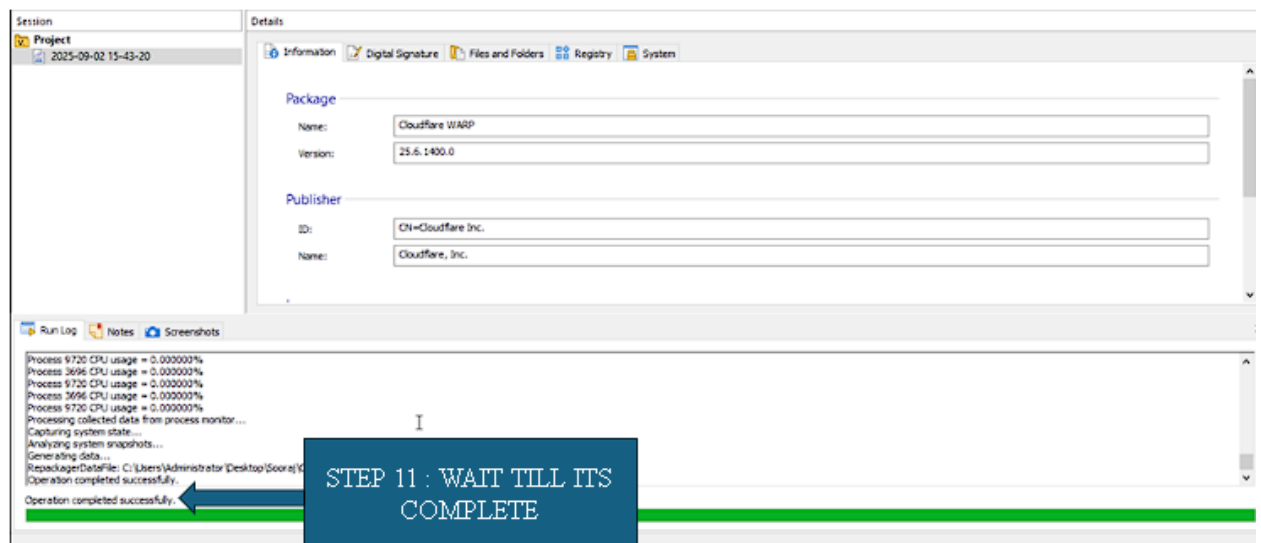 Session
Details
Project
2025-09-02 15-43-20
Information Digital Signature Files and Folders Registry System
Package
Name: Cloudflare WARP
Version: 25.6.1400.0
Publisher
ID: CN=Cloudflare Inc.
Name: Cloudflare, Inc.
Run Log Notes Screenshots
Process 9720 CPU usage = 0.000000%
Process 3696 CPU usage = 0.000000%
Process 9720 CPU usage = 0.000000%
Process 3696 CPU usage = 0.000000%
Process 9720 CPU usage = 0.000000%
Processing collected data from process monitor...
Capturing system state...
Analyzing system snapshots...
Generating data...
RepackagerDataFile: C:\Users\Administrator\Desktop\Sooraj\
Operation completed successfully.
Operation completed successfully.
STEP 11 : WAIT TILL ITS
COMPLETE